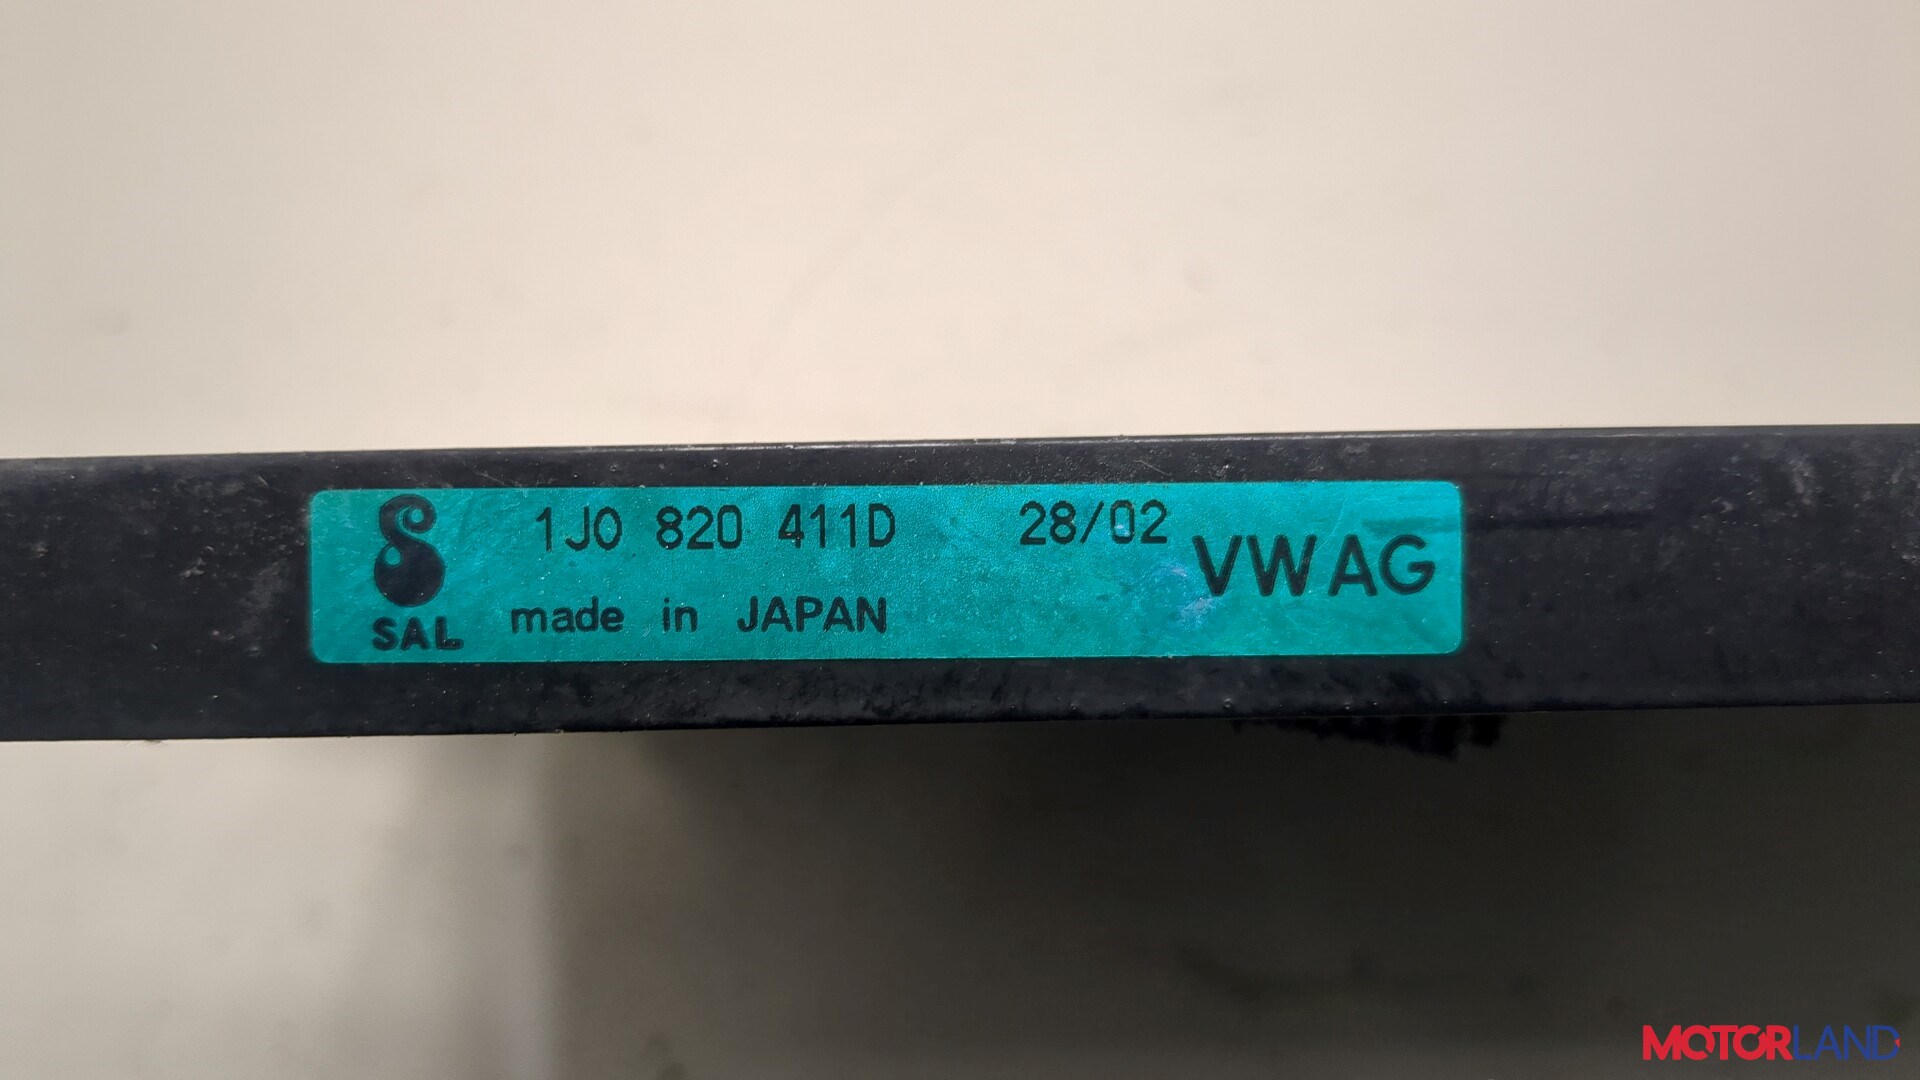 1J0 820 411D 28/02
VWAG
SAL made in JAPAN
MOTORLAND